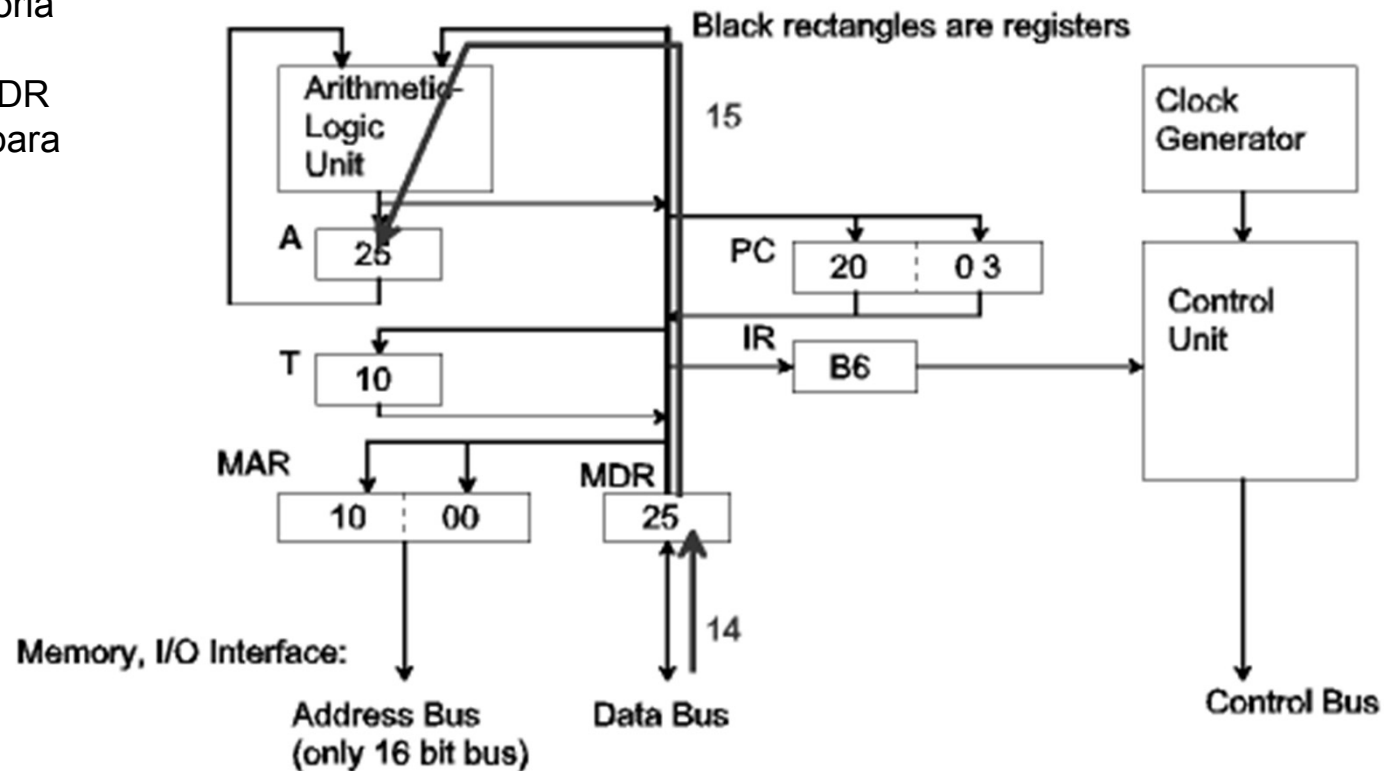 DR
para
Black rectangles are registers
Arithmetic-
Logic
Unit
15
Clock
Generator
A
25
PC
20
0 3
Control
Unit
IR
B6
T
10
MAR
10
00
MDR
25
14
Memory, I/O Interface:
Address Bus
(only 16 bit bus)
Data Bus
Control Bus